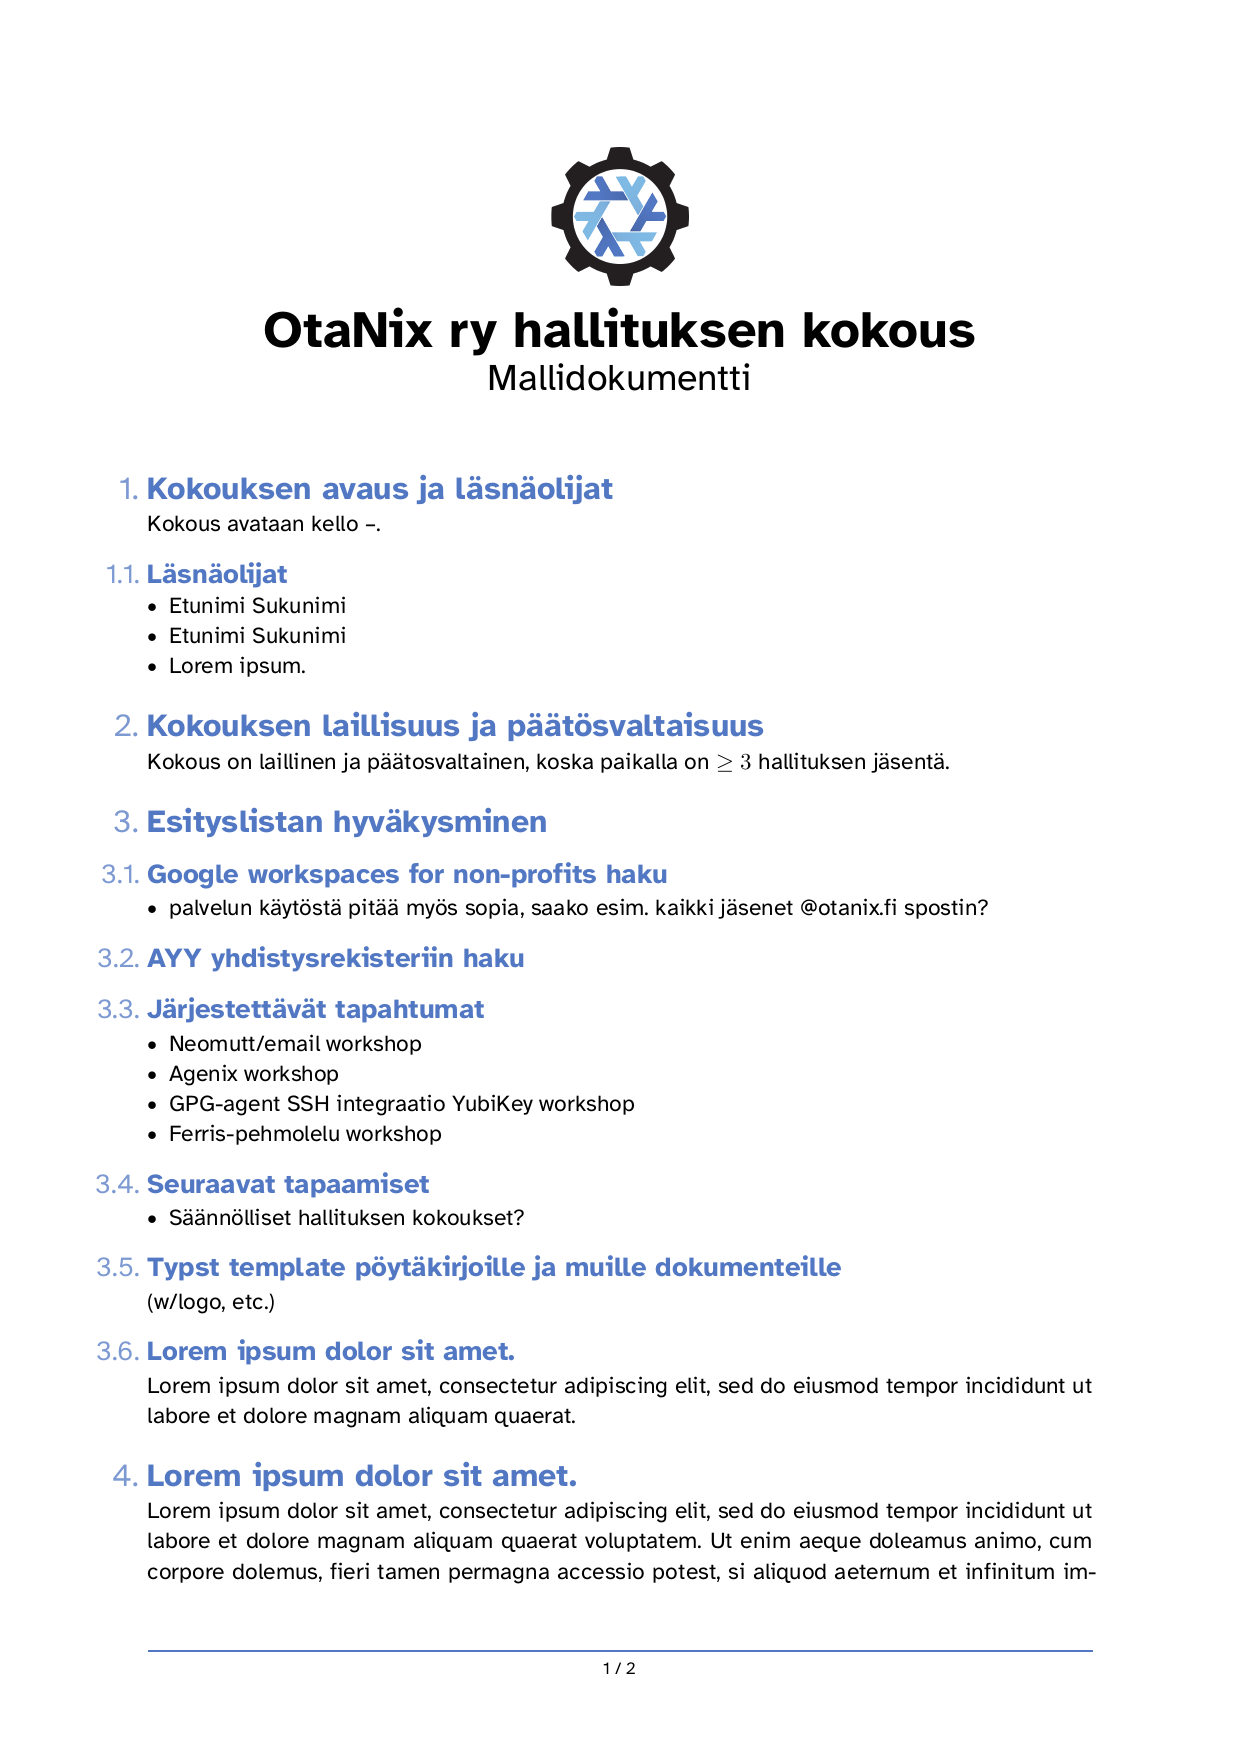 OtaNix ry hallituksen kokous
Mallidokumentti
1. Kokouksen avaus ja läsnäolijat
Kokous avataan kello –.
1.1. Läsnäolijat
• Etunimi Sukunimi
• Etunimi Sukunimi
• Lorem ipsum.
2. Kokouksen laillisuus ja päätösvaltaisuus
Kokous on laillinen ja päätosvaltainen, koska paikalla on ≥ 3 hallituksen jäsentä.
3. Esityslistan hyväkysminen
3.1. Google workspaces for non-profits haku
• palvelun käytöstä pitää myös sopia, saako esim. kaikki jäsenet @otanix.fi spostin?
3.2. AYY yhdistysrekisteriin haku
3.3. Järjestettävät tapahtumat
• Neomutt/email workshop
• Agenix workshop
• GPG-agent SSH integraatio YubiKey workshop
• Ferris-pehmolelu workshop
3.4. Seuraavat tapaamiset
• Säännölliset hallituksen kokoukset?
3.5. Typst template pöytäkirjoille ja muille dokumenteille
(w/logo, etc.)
3.6. Lorem ipsum dolor sit amet.
Lorem ipsum dolor sit amet, consectetur adipiscing elit, sed do eiusmod tempor incididunt ut
labore et dolore magnam aliquam quaerat.
4. Lorem ipsum dolor sit amet.
Lorem ipsum dolor sit amet, consectetur adipiscing elit, sed do eiusmod tempor incididunt ut
labore et dolore magnam aliquam quaerat voluptatem. Ut enim aeque doleamus animo, cum
corpore dolemus, fieri tamen permagna accessio potest, si aliquod aeternum et infinitum im-
1 / 2